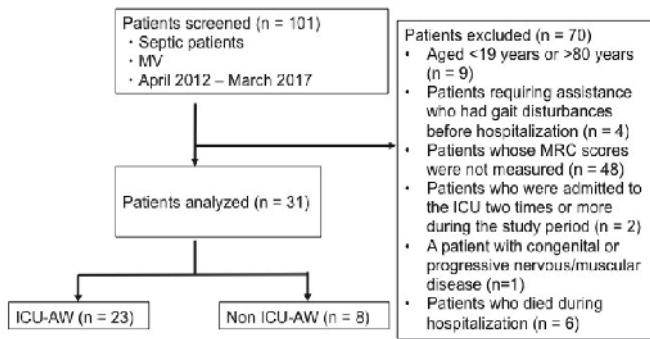 Patients screened (n = 101)
· Septic patients
· MV
· April 2012 – March 2017
Patients excluded (n = 70)
• Aged <19 years or >80 years
(n = 9)
• Patients requiring assistance
who had gait disturbances
before hospitalization (n = 4)
• Patients whose MRC scores
were not measured (n = 48)
• Patients who were admitted to
the ICU two times or more
during the study period (n = 2)
• A patient with congenital or
progressive nervous/muscular
disease (n=1)
• Patients who died during
hospitalization (n = 6)
Patients analyzed (n = 31)
ICU-AW (n = 23)
Non ICU-AW (n = 8)